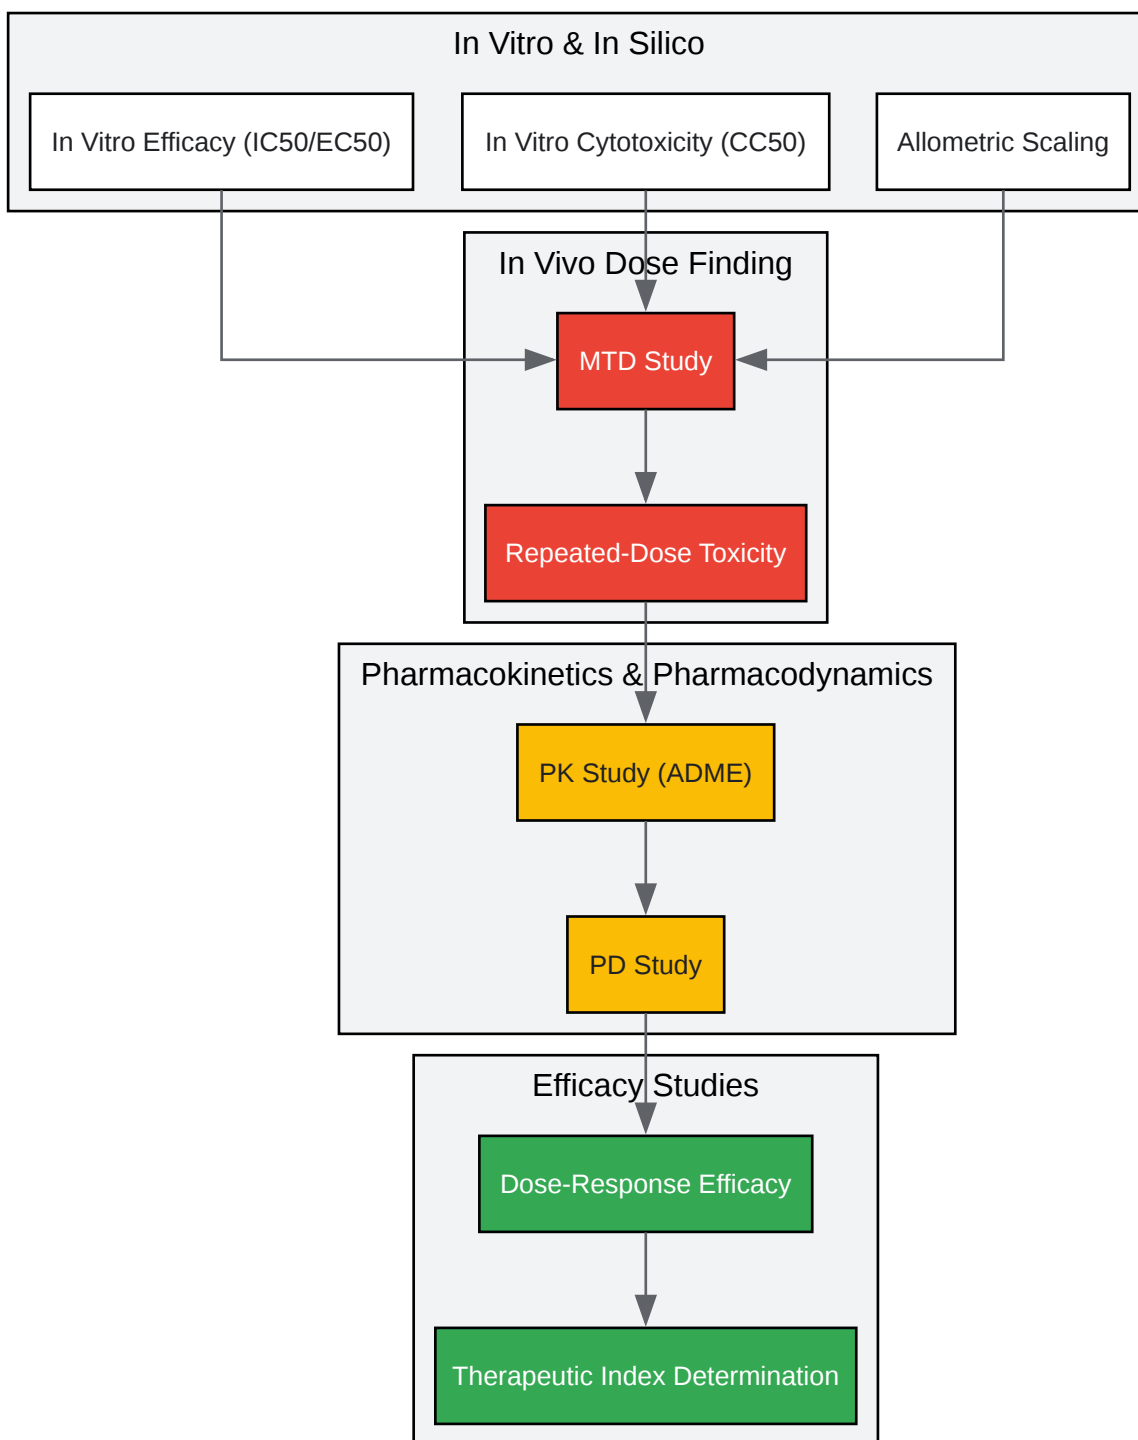 In Vitro & In Silico
In Vitro Efficacy (IC50/EC50)
In Vitro Cytotoxicity (CC50)
Allometric Scaling
In Vivo Dose Finding
MTD Study
Repeated-Dose Toxicity
Pharmacokinetics & Pharmacodynamics
PK Study (ADME)
PD Study
Efficacy Studies
Dose-Response Efficacy
Therapeutic Index Determination